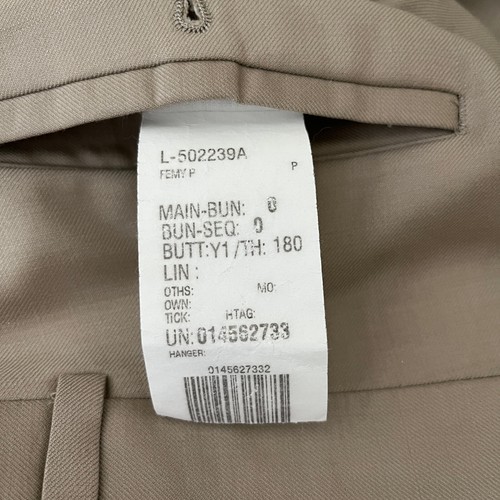 L-502239A
FEMY P P
MAIN-BUN: 0
BUN-SEQ: 0
BUTT:Y1/TH: 180
LIN :
OTHS: MO:
OWN:
TICK: HTAG:
UN:014562733
HANGER:
0145627332